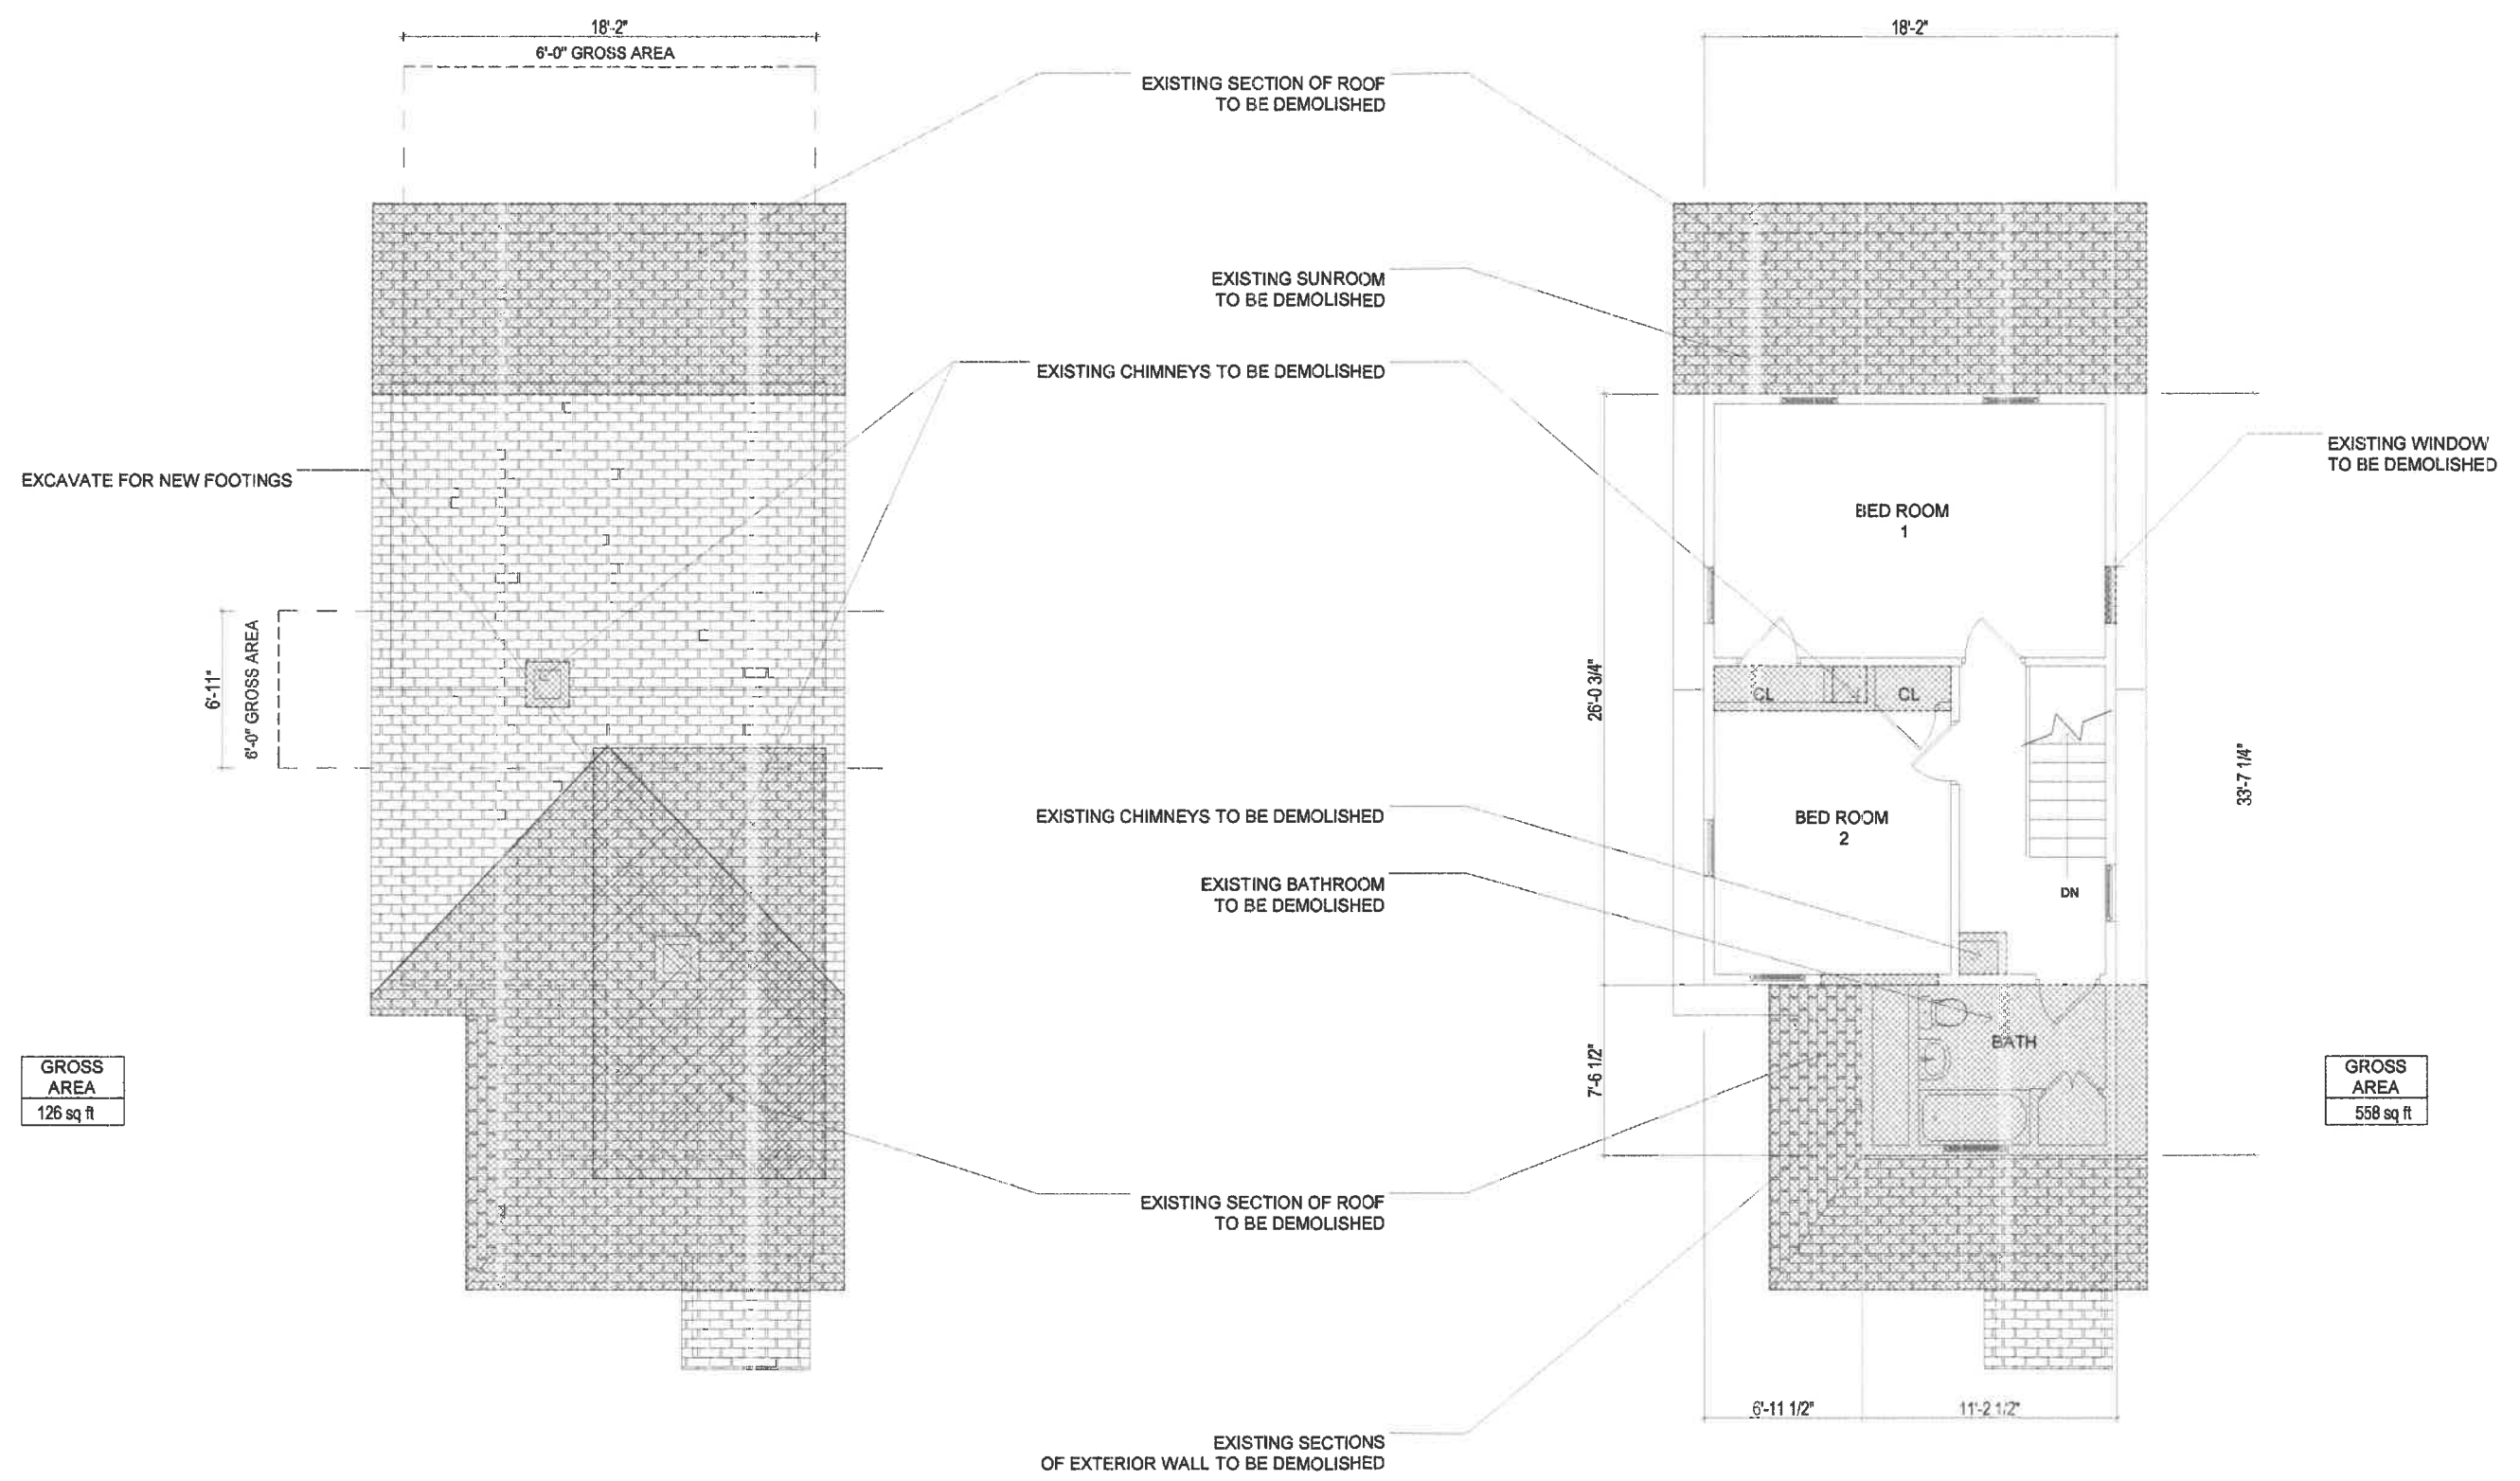 18'-2"
6'-0" GROSS AREA
18'-2"
EXISTING SECTION OF ROOF
TO BE DEMOLISHED
EXISTING SUNROOM
TO BE DEMOLISHED
EXISTING CHIMNEYS TO BE DEMOLISHED
EXISTING WINDOW
TO BE DEMOLISHED
EXCAVATE FOR NEW FOOTINGS
BED ROOM
1
6'-11"
6'-0" GROSS AREA
26'-0 3/4"
CL
CL
33'-7 1/4"
EXISTING CHIMNEYS TO BE DEMOLISHED
BED ROOM
2
EXISTING BATHROOM
TO BE DEMOLISHED
DN
BATH
7'-6 1/2"
GROSS
AREA
126 sq ft
GROSS
AREA
558 sq ft
EXISTING SECTION OF ROOF
TO BE DEMOLISHED
6'-11 1/2"
11'-2 1/2"
EXISTING SECTIONS
OF EXTERIOR WALL TO BE DEMOLISHED